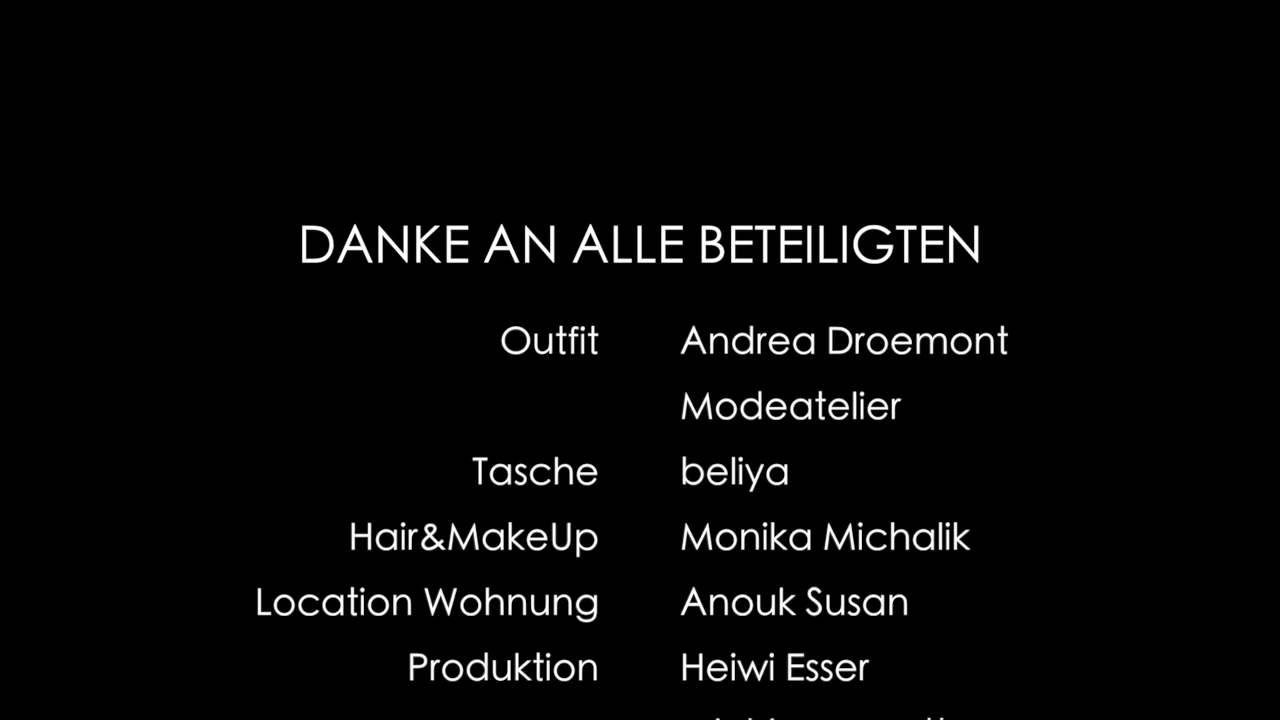 DANKE AN ALLE BETEILIGTEN
Outfit Andrea Droemont
Modeatelier
Tasche beliya
Hair&MakeUp Monika Michalik
Location Wohnung Anouk Susan
Produktion Heiwi Esser